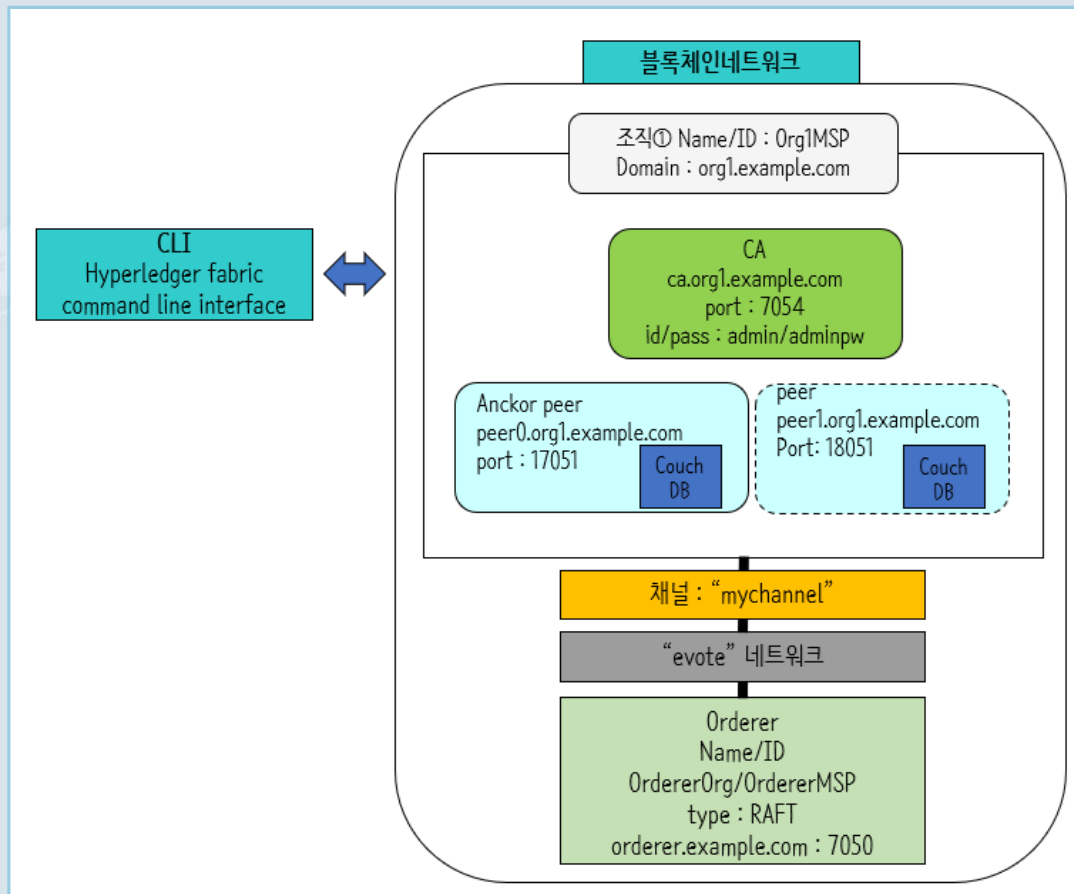 블록체인네트워크
조직① Name/ID : Org1MSP
Domain : org1.example.com
CLI
Hyperledger fabric
command line interface
CA
ca.org1.example.com
port : 7054
id/pass : admin/adminpw
Anckor peer
peer0.org1.example.com
port : 17051
Couch
DB
peer
peer1.org1.example.com
Port: 18051
Couch
DB
채널 : “mychannel”
“evote” 네트워크
Orderer
Name/ID
OrdererOrg/OrdererMSP
type : RAFT
orderer.example.com : 7050